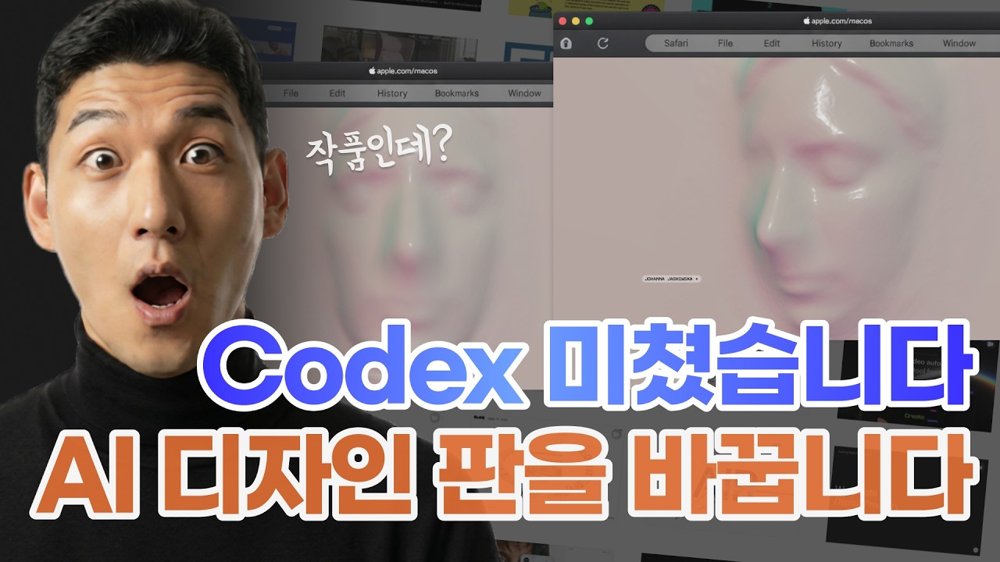 apple.com/macos
Safari File Edit History Bookmarks Window
apple.com/macos
File Edit History Bookmarks Window
작품인데?
JOHANNA JASKOWSKA +
Codex 미쳤습니다
Create
AI 디자인 판을 바꿉니다